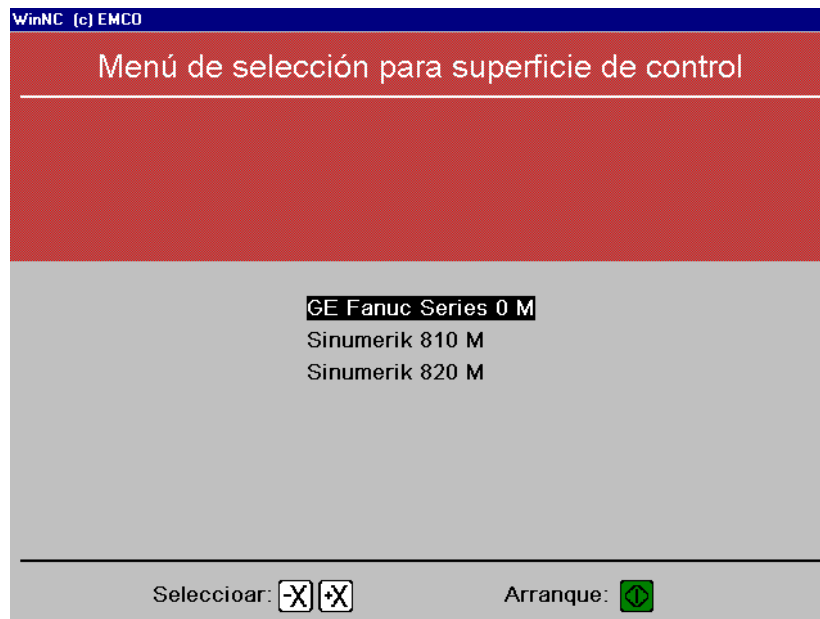 WinNC (c) EMCO
Menú de selección para superficie de control
GE Fanuc Series 0 M
Sinumerik 810 M
Sinumerik 820 M
Seleccioar: -X +X Arranque: